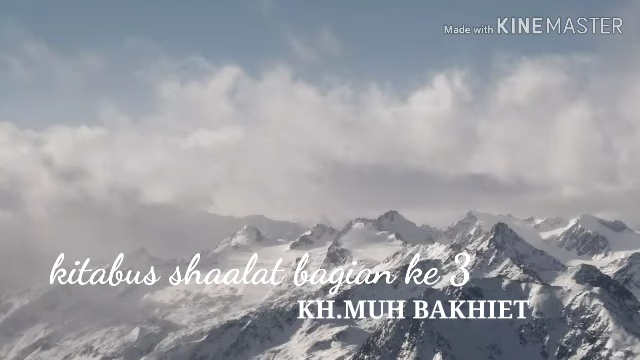 Made with KINEMASTER
kitabus shaalat bagian ke 3
KH.MUH BAKHIET